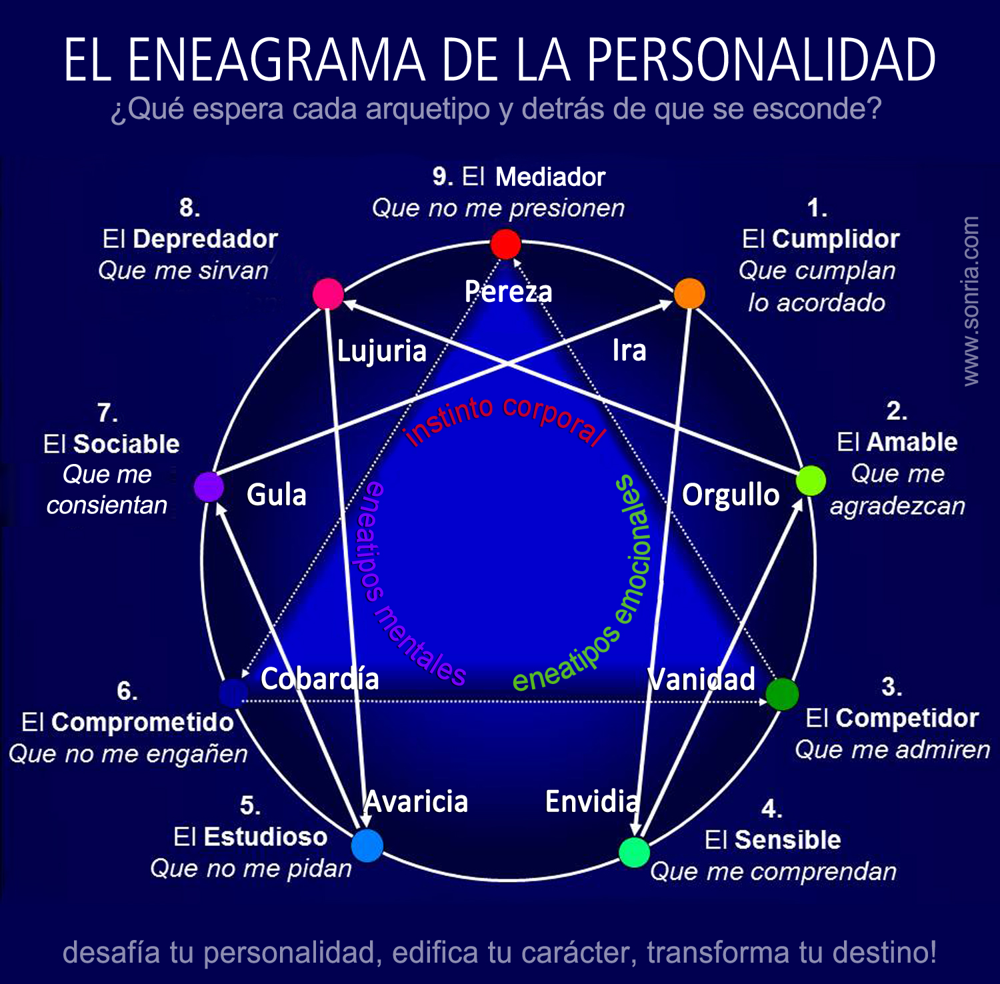 EL ENEAGRAMA DE LA PERSONALIDAD
¿Qué espera cada arquetipo y detrás de que se esconde?
9. El Mediador
Que no me presionen
8.
El Depredador
Que me sirvan
1.
El Cumplidor
Que cumplan
lo acordado
www.sonria.com
Pereza
Lujuria
Ira
instinto corporal
7.
El Sociable
Que me
consientan
2.
El Amable
Que me
agradezcan
Gula
Orgullo
eneatipos mentales
eneatipos emocionales
Cobardía
Vanidad
6.
El Comprometido
Que no me engañen
3.
El Competidor
Que me admiren
Avaricia
Envidia
5.
El Estudioso
Que no me pidan
4.
El Sensible
Que me comprendan
desafía tu personalidad, edifica tu carácter, transforma tu destino!